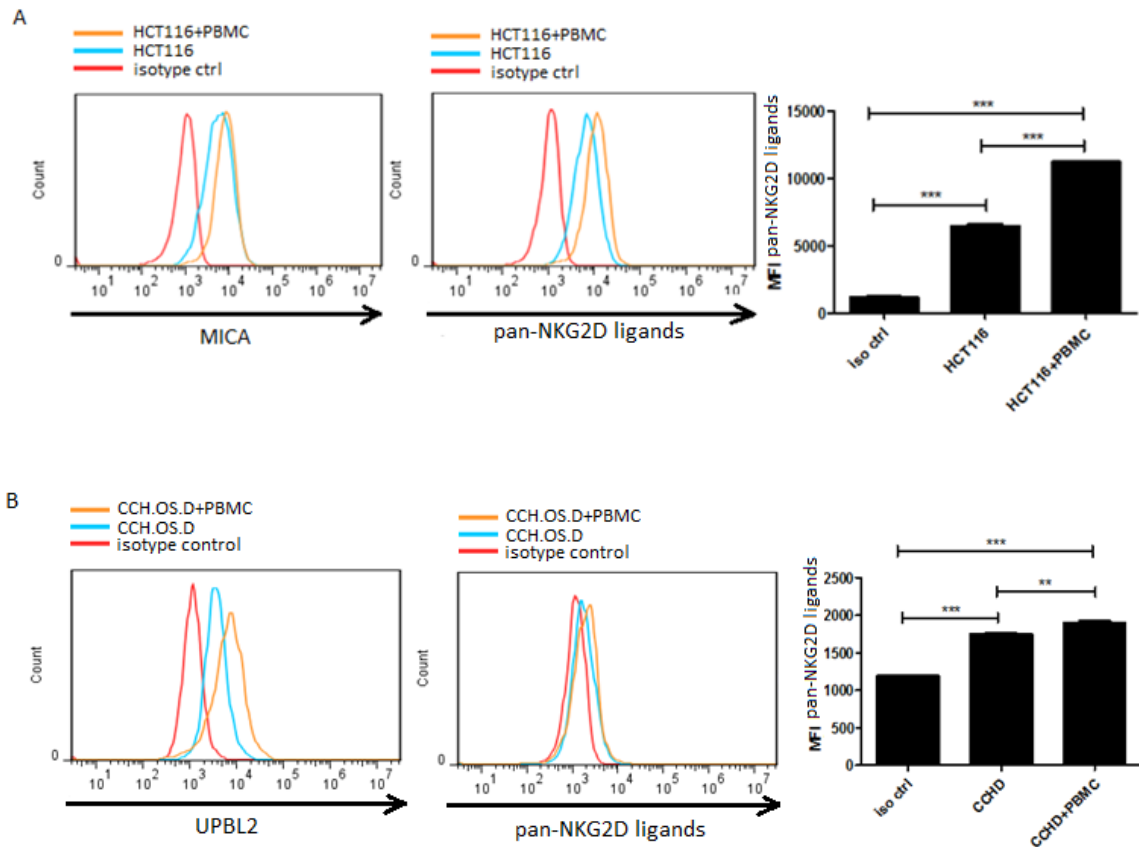 A
HCT116+PBMC
HCT116
isotype ctrl
Count
0
10^1 10^2 10^3 10^4 10^5 10^6 10^7
MICA
HCT116+PBMC
HCT116
isotype ctrl
Count
0
10^1 10^2 10^3 10^4 10^5 10^6 10^7
pan-NKG2D ligands
MFI pan-NKG2D ligands
15000
10000
5000
0
***
***
***
Iso ctrl
HCT116
HCT116+PBMC
B
CCH.OS.D+PBMC
CCH.OS.D
isotype control
Count
0
10^1 10^2 10^3 10^4 10^5 10^6 10^7
UPBL2
CCH.OS.D+PBMC
CCH.OS.D
isotype control
Count
0
10^1 10^2 10^3 10^4 10^5 10^6 10^7
pan-NKG2D ligands
MFI pan-NKG2D ligands
2500
2000
1500
1000
500
0
***
**
***
Iso ctrl
CCHD
CCHD+PBMC